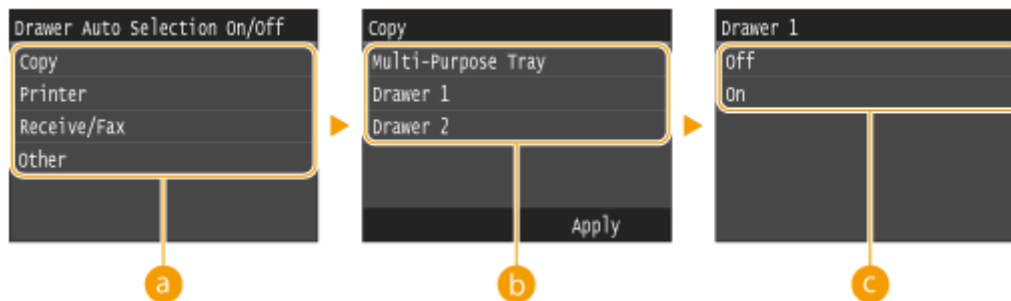 Drawer Auto Selection On/Off
Copy
Printer
Receive/Fax
Other
a
Copy
Multi-Purpose Tray
Drawer 1
Drawer 2
Apply
b
Drawer 1
Off
On
c